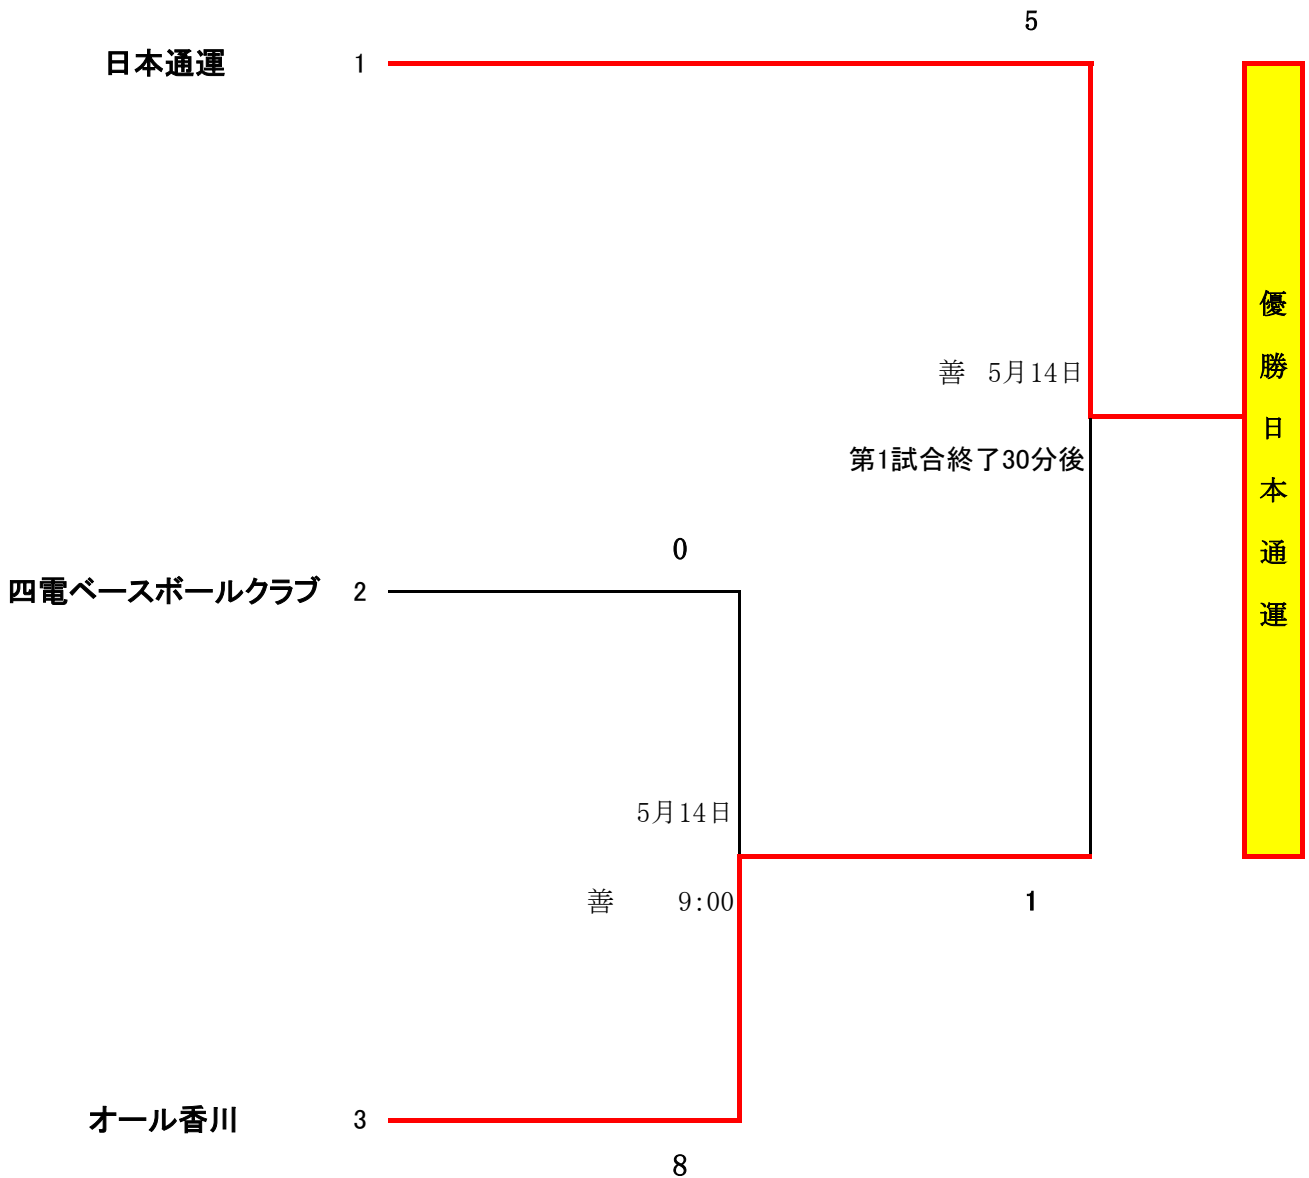 5
日本通運 1
善 5月14日
第1試合終了30分後
0
四電ベースボールクラブ 2
5月14日
善 9:00
1
オール香川 3
8
優勝日本通運